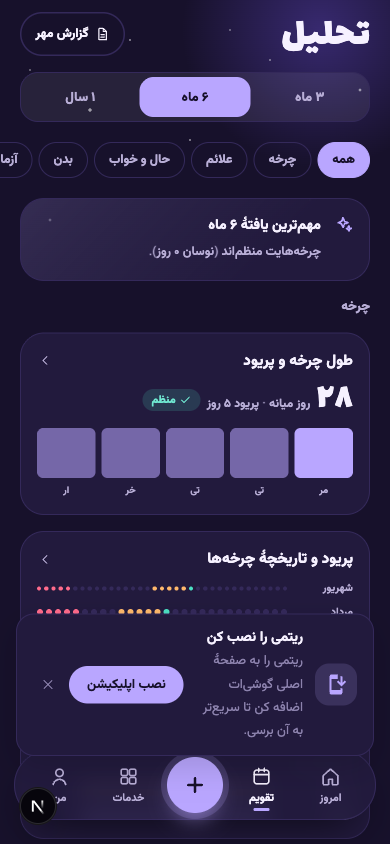 تحلیل
گزارش مهر
۳ ماه
۶ ماه
۱ سال
همه
چرخه
علائم
حال و خواب
بدن
آزما
مهم‌ترین یافتهٔ ۶ ماه
چرخه‌هایت منظم‌اند (نوسان ۰ روز).
چرخه
طول چرخه و پریود
۲۸ روز میانه · پریود ۵ روز
منظم
مر
تی
تی
خر
ار
پریود و تاریخچهٔ چرخه‌ها
شهریور
مرداد
ریتمی را نصب کن
ریتمی را به صفحهٔ
اصلی گوشی‌ات
اضافه کن تا سریع‌تر
به آن برسی.
نصب اپلیکیشن
امروز
تقویم
خدمات
من
N